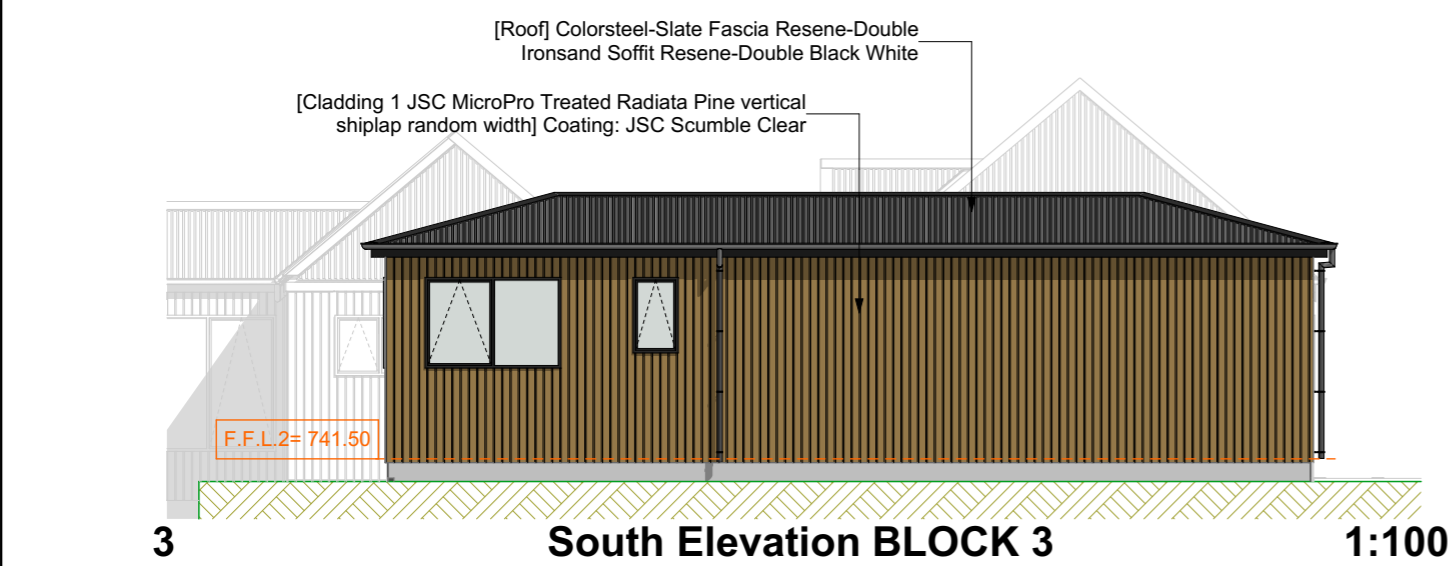 [Roof] Colorsteel-Slate Fascia Resene-Double
Ironsand Soffit Resene-Double Black White
[Cladding 1 JSC MicroPro Treated Radiata Pine vertical
shiplap random width] Coating: JSC Scumble Clear
F.F.L.2= 741.50
3 South Elevation BLOCK 3 1:100